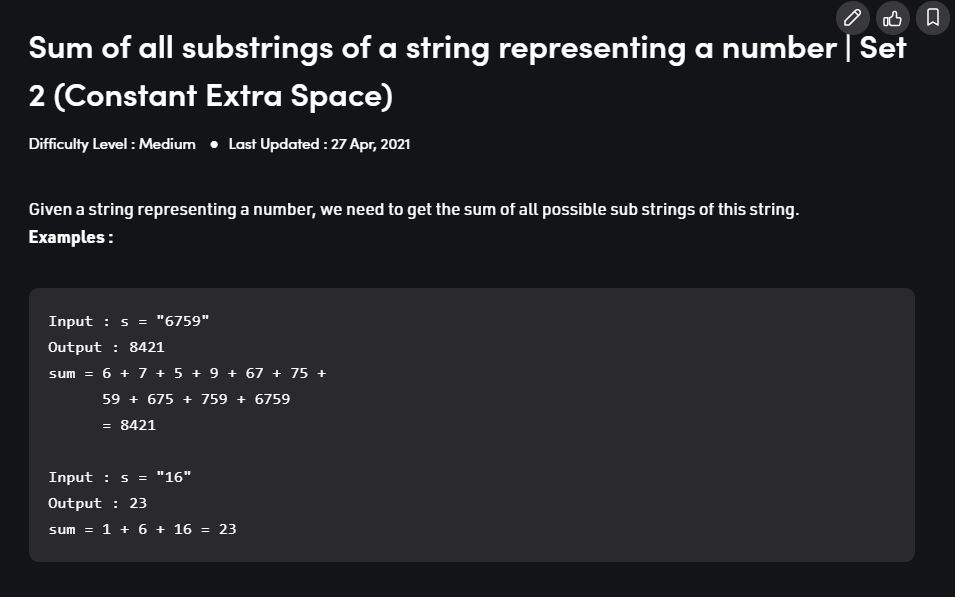 Sum of all substrings of a string representing a number | Set
2 (Constant Extra Space)
Difficulty Level : Medium ● Last Updated : 27 Apr, 2021
Given a string representing a number, we need to get the sum of all possible sub strings of this string.
Examples :
Input : s = "6759"
Output : 8421
sum = 6 + 7 + 5 + 9 + 67 + 75 +
59 + 675 + 759 + 6759
= 8421
Input : s = "16"
Output : 23
sum = 1 + 6 + 16 = 23